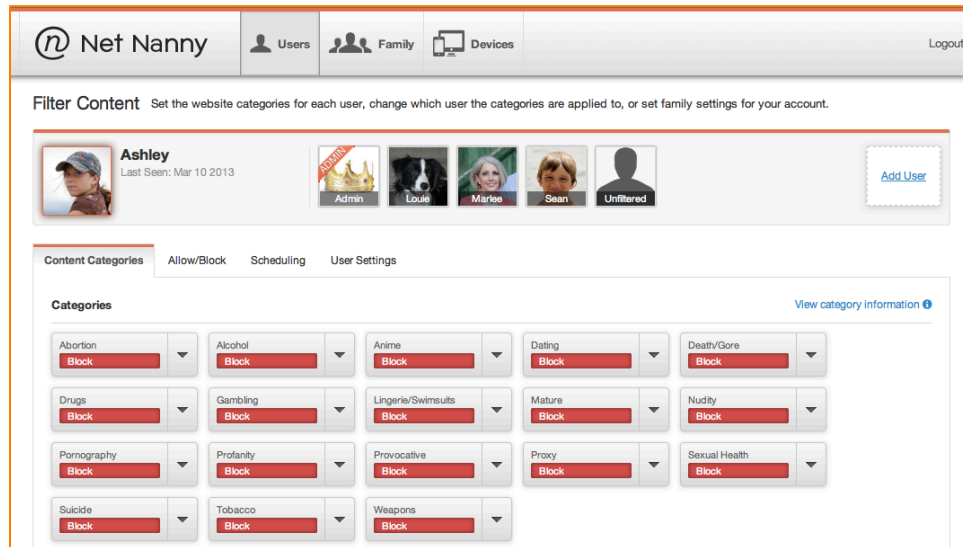 n Net Nanny Users Family Devices Logout
Filter Content Set the website categories for each user, change which user the categories are applied to, or set family settings for your account.
Ashley
Last Seen: Mar 10 2013
ADMIN
Admin Louie Marlee Sean Unfiltered
Add User
Content Categories Allow/Block Scheduling User Settings
Categories View category information i
Abortion Alcohol Anime Dating Death/Gore
Block Block Block Block Block
Drugs Gambling Lingerie/Swimsuits Mature Nudity
Block Block Block Block Block
Pornography Profanity Provocative Proxy Sexual Health
Block Block Block Block Block
Suicide Tobacco Weapons
Block Block Block